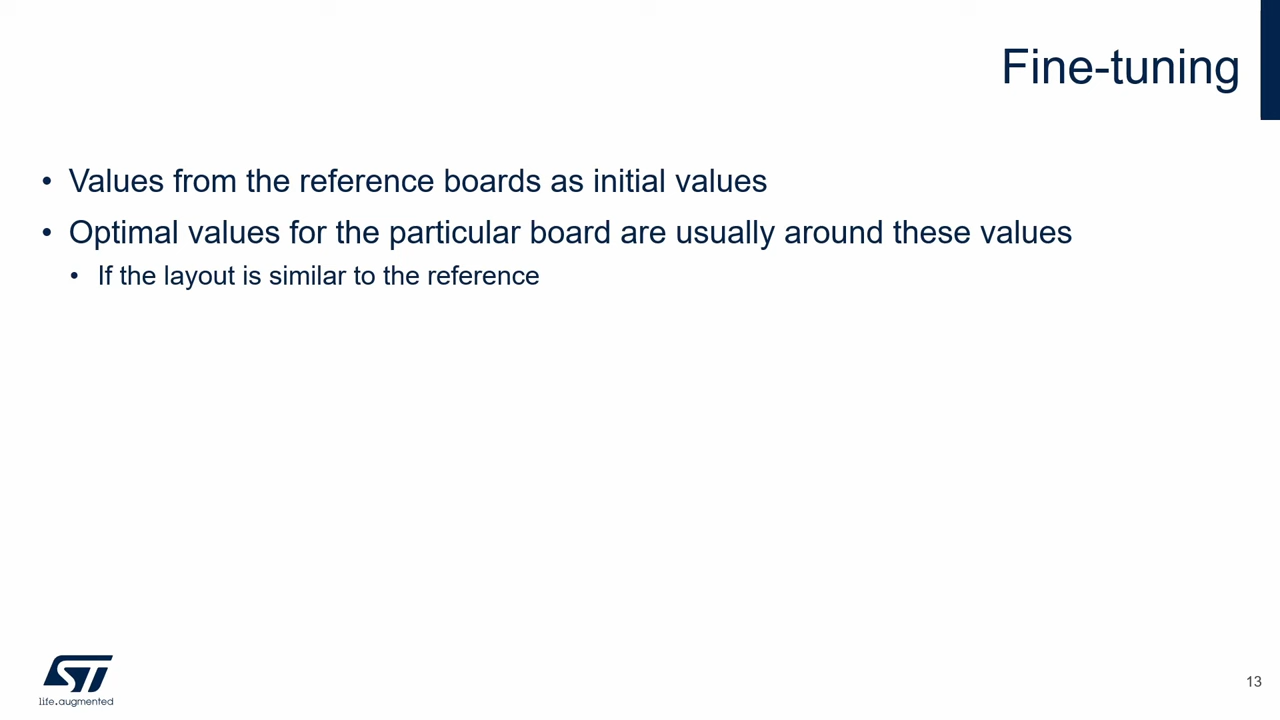 Fine-tuning
• Values from the reference boards as initial values
• Optimal values for the particular board are usually around these values
• If the layout is similar to the reference
ST
life.augmented
13